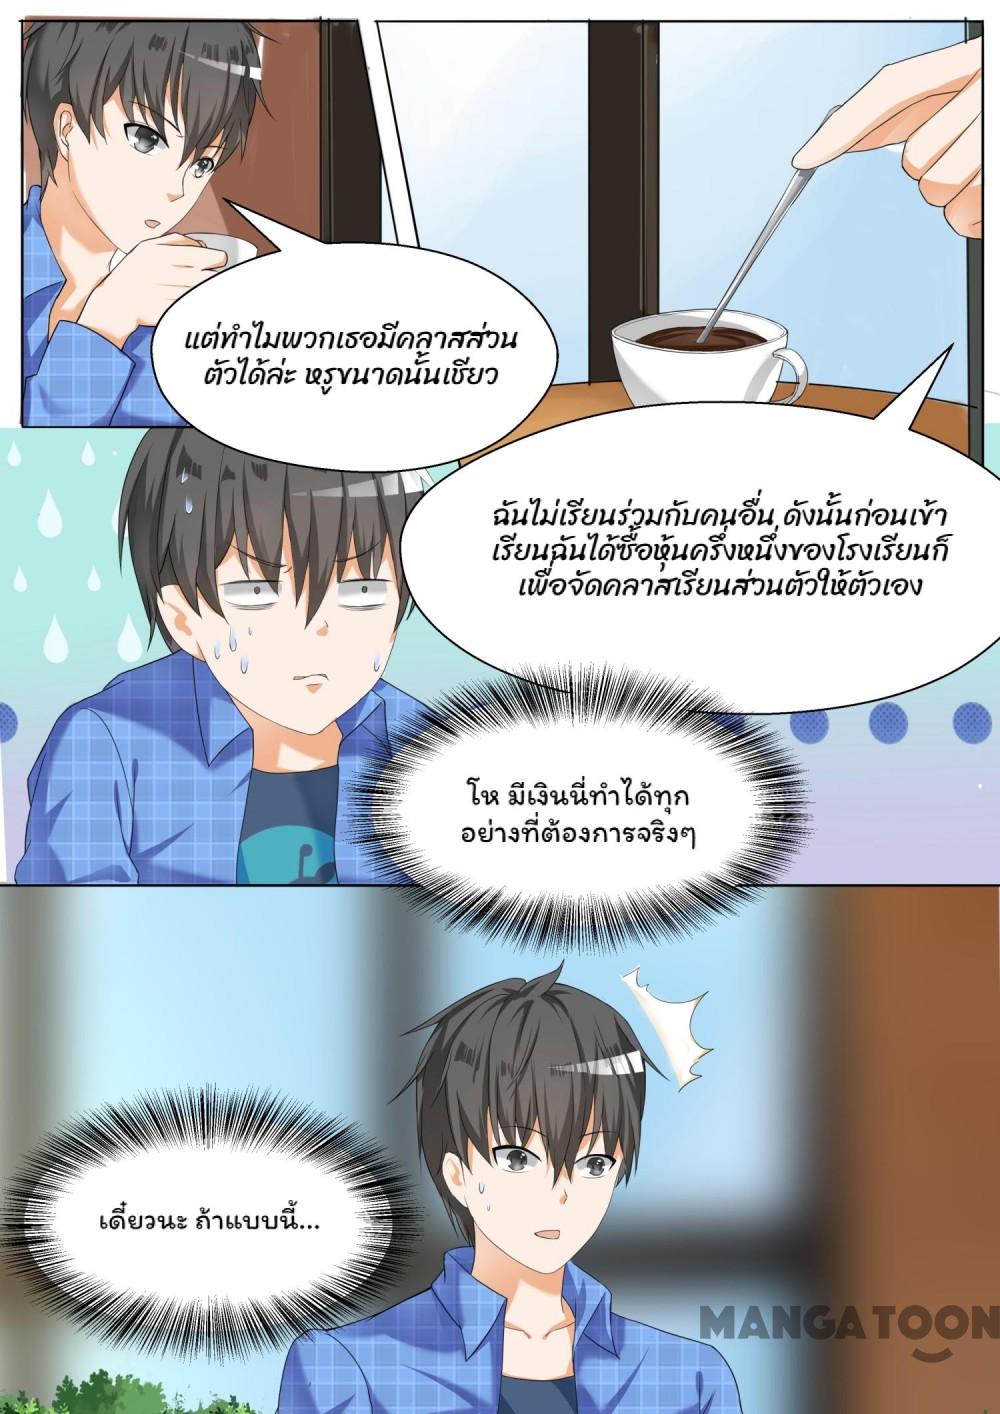 แต่ทำไมพวกเธอมีคลาสส่วน
ตัวได้ล่ะ หรูขนาดนั้นเชียว
ฉันไม่เรียนร่วมกับคนอื่น ดังนั้นก่อนเข้า
เรียนฉันได้ซื้อหุ้นครึ่งหนึ่งของโรงเรียนก็
เพื่อจัดคลาสเรียนส่วนตัวให้ตัวเอง
โห มีเงินนี่ทำได้ทุก
อย่างที่ต้องการจริงๆ
เดี๋ยวนะ ถ้าแบบนี้...
MANGATOON